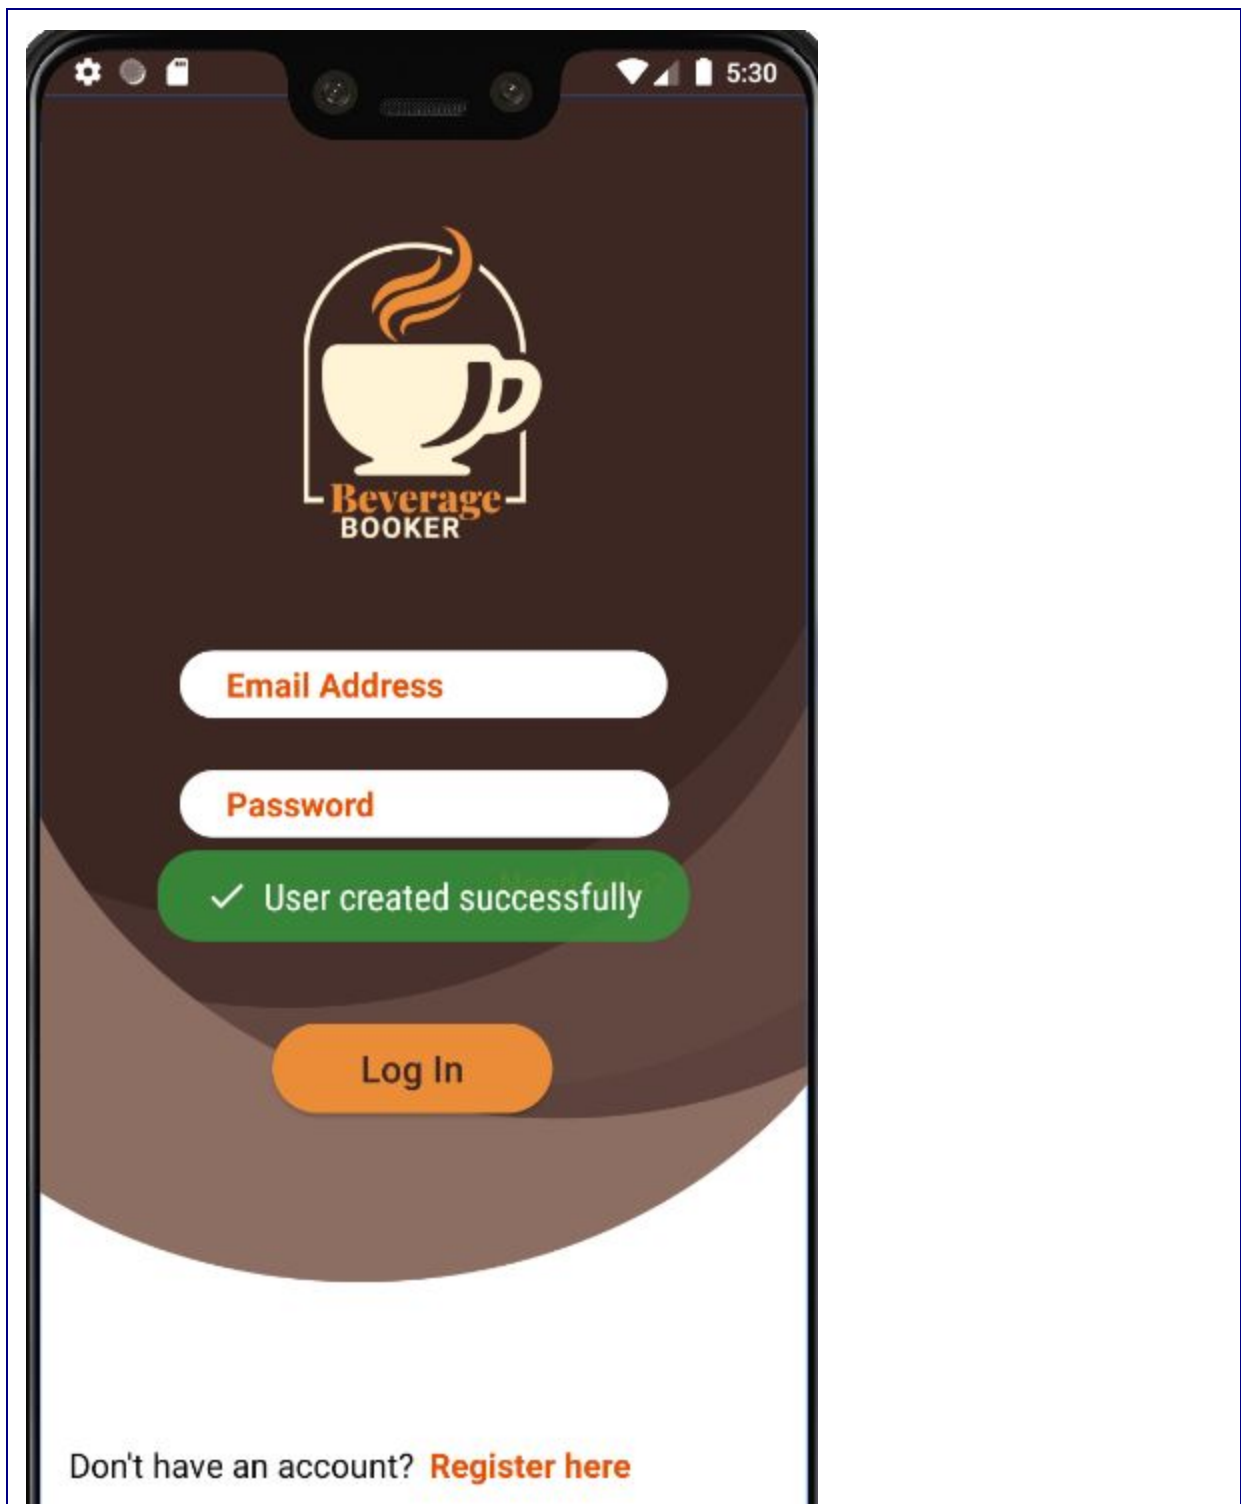 5:30
Beverage
BOOKER
Email Address
Password
User created successfully
Log In
Don't have an account? Register here